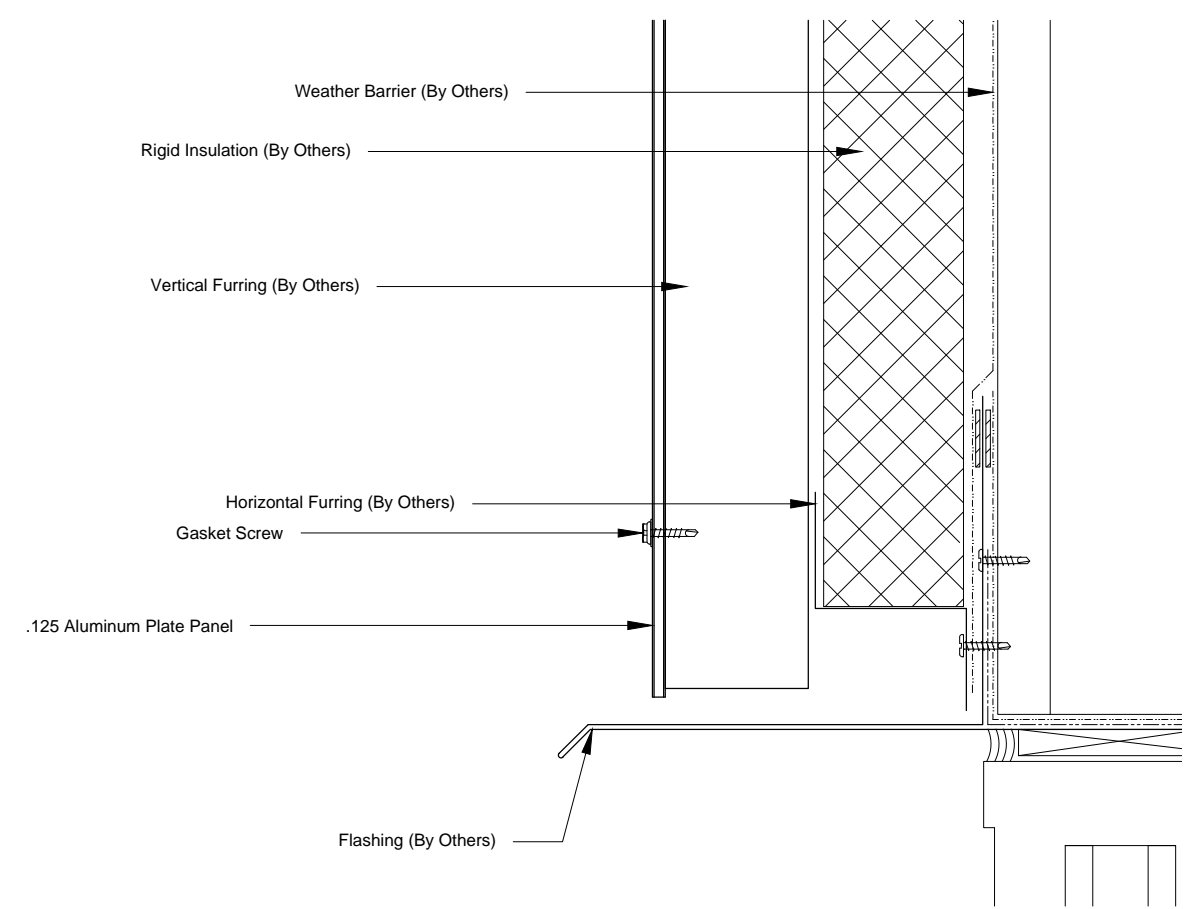 Weather Barrier (By Others)
Rigid Insulation (By Others)
Vertical Furring (By Others)
Horizontal Furring (By Others)
Gasket Screw
.125 Aluminum Plate Panel
Flashing (By Others)